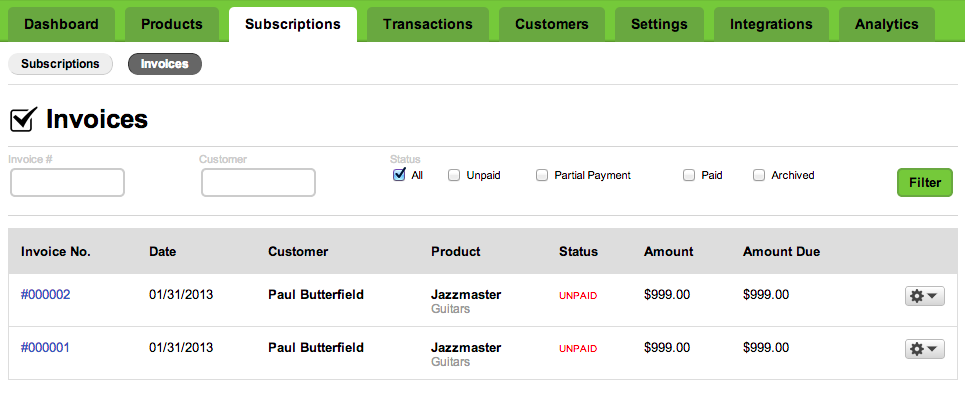 Dashboard Products Subscriptions Transactions Customers Settings Integrations Analytics
Subscriptions Invoices
Invoices
Invoice # Customer Status
All Unpaid Partial Payment Paid Archived Filter
Invoice No. Date Customer Product Status Amount Amount Due
#000002 01/31/2013 Paul Butterfield Jazzmaster UNPAID $999.00 $999.00
Guitars
#000001 01/31/2013 Paul Butterfield Jazzmaster UNPAID $999.00 $999.00
Guitars